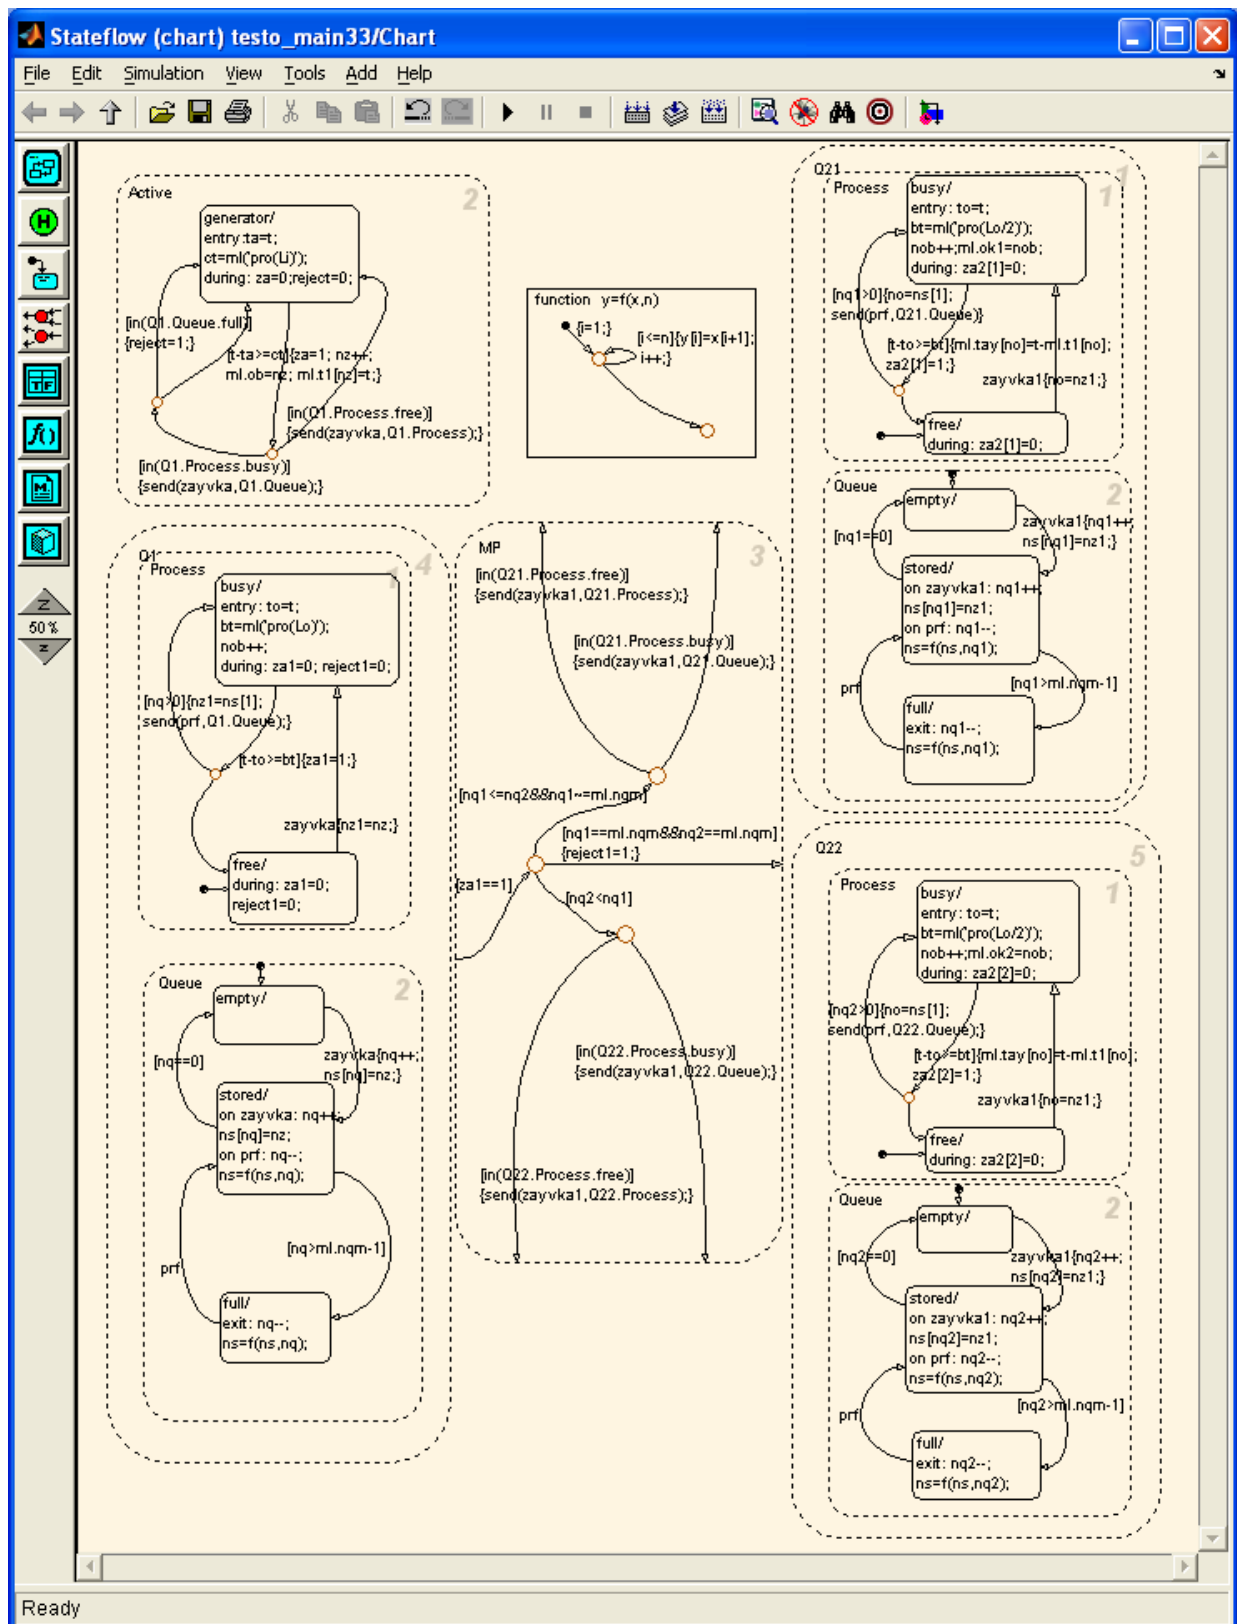 Stateflow (chart) testo_main33/Chart
File Edit Simulation View Tools Add Help
Z
50 %
z
Active
2
generator/
entry:ta=t;
ct=ml('pro(Li)');
during: za=0;reject=0;
[in(Q1.Queue.full)]
{reject=1;}
[t-ta>=ct]{za=1; nz++;
ml.ob=nz; ml.t1[nz]=t;}
[in(Q1.Process.free)]
{send(zayvka,Q1.Process);}
[in(Q1.Process.busy)]
{send(zayvka,Q1.Queue);}
function y=f(x,n)
{i=1;}
[i<=n]{y[i]=x[i+1];
i++;}
Q21
1
Process
1
busy/
entry: to=t;
bt=ml('pro(Lo/2)');
nob++;ml.ok1=nob;
during: za2[1]=0;
[nq1>0]{no=ns[1];
send(prf,Q21.Queue)}
[t-to>=bt]{ml.tay[no]=t-ml.t1[no];
za2[1]=1;}
zayvka1{no=nz1;}
free/
during: za2[1]=0;
Queue
2
empty/
[nq1==0]
zayvka1{nq1++;
ns[nq1]=nz1;}
stored/
on zayvka1: nq1++;
ns[nq1]=nz1;
on prf: nq1--;
ns=f(ns,nq1);
prf
[nq1>ml.nqm-1]
full/
exit: nq1--;
ns=f(ns,nq1);
Q1
4
Process
1
busy/
entry: to=t;
bt=ml('pro(Lo)');
nob++;
during: za1=0; reject1=0;
[nq>0]{nz1=ns[1];
send(prf,Q1.Queue);}
[t-to>=bt]{za1=1;}
zayvka{nz1=nz;}
free/
during: za1=0;
reject1=0;
Queue
2
empty/
[nq==0]
zayvka{nq++;
ns[nq]=nz;}
stored/
on zayvka: nq++;
ns[nq]=nz;
on prf: nq--;
ns=f(ns,nq);
[nq>ml.nqm-1]
prf
full/
exit: nq--;
ns=f(ns,nq);
MP
3
[in(Q21.Process.free)]
{send(zayvka1,Q21.Process);}
[in(Q21.Process.busy)]
{send(zayvka1,Q21.Queue);}
[nq1<=nq2&&nq1~=ml.nqm]
[nq1==ml.nqm&&nq2==ml.nqm]
{reject1=1;}
[za1==1]
[nq2<nq1]
[in(Q22.Process.busy)]
{send(zayvka1,Q22.Queue);}
[in(Q22.Process.free)]
{send(zayvka1,Q22.Process);}
Q22
5
Process
1
busy/
entry: to=t;
bt=ml('pro(Lo/2)');
nob++;ml.ok2=nob;
during: za2[2]=0;
[nq2>0]{no=ns[1];
send(prf,Q22.Queue);}
[t-to>=bt]{ml.tay[no]=t-ml.t1[no];
za2[2]=1;}
zayvka1{no=nz1;}
free/
during: za2[2]=0;
Queue
2
empty/
[nq2==0]
zayvka1{nq2++;
ns[nq2]=nz1;}
stored/
on zayvka1: nq2++;
ns[nq2]=nz1;
on prf: nq2--;
ns=f(ns,nq2);
[nq2>ml.nqm-1]
prf
full/
exit: nq2--;
ns=f(ns,nq2);
Ready